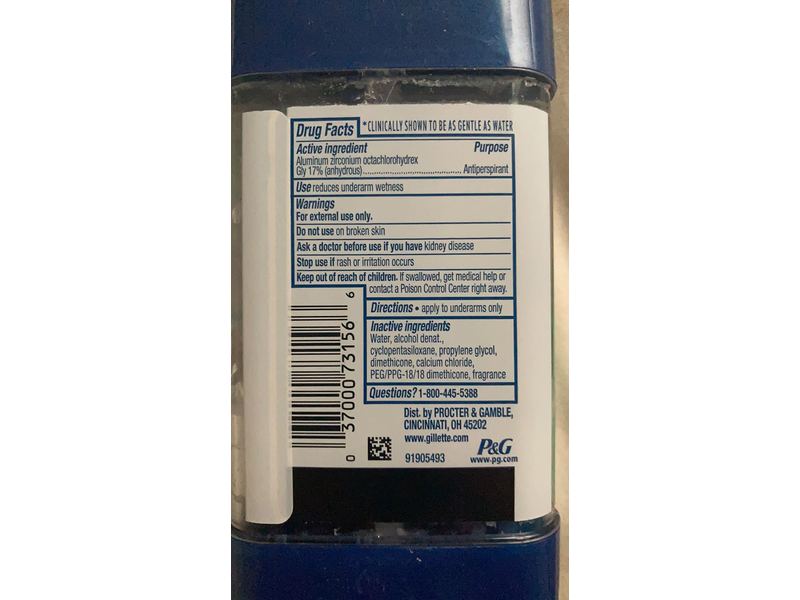 Drug Facts
*CLINICALLY SHOWN TO BE AS GENTLE AS WATER
Active ingredient Purpose
Aluminum zirconium octachlorohydrex
Gly 17% (anhydrous)........................................ Antiperspirant
Use reduces underarm wetness
Warnings
For external use only.
Do not use on broken skin
Ask a doctor before use if you have kidney disease
Stop use if rash or irritation occurs
Keep out of reach of children. If swallowed, get medical help or
contact a Poison Control Center right away.
Directions • apply to underarms only
Inactive ingredients
Water, alcohol denat.,
cyclopentasiloxane, propylene glycol,
dimethicone, calcium chloride,
PEG/PPG-18/18 dimethicone, fragrance
Questions? 1-800-445-5388
Dist. by PROCTER & GAMBLE,
CINCINNATI, OH 45202
www.gillette.com
91905493
P&G
www.pg.com
0 37000 73156 6